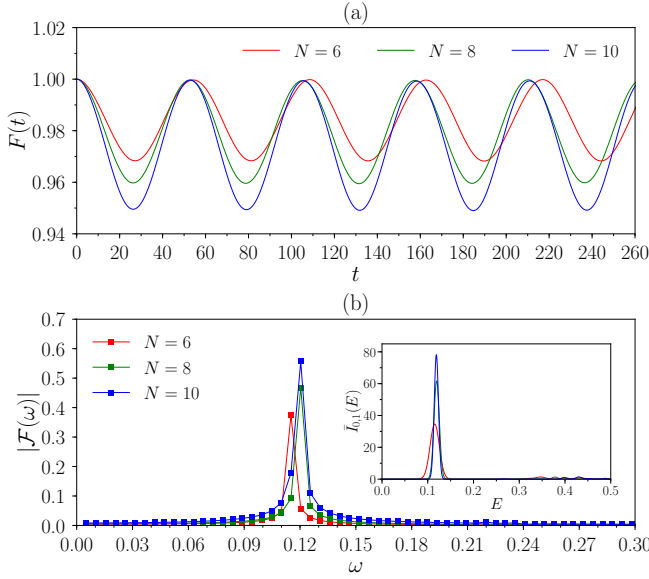 (a)
1.02
1.00
0.98
0.96
0.94
F(t)
N = 6
N = 8
N = 10
0 20 40 60 80 100 120 140 160 180 200 220 240 260
t
(b)
0.7
0.6
0.5
0.4
0.3
0.2
0.1
0.0
|ℱ(ω)|
N = 6
N = 8
N = 10
80
60
40
20
0
Ī₀,₁(E)
0.0 0.1 0.2 0.3 0.4 0.5
E
0.00 0.03 0.06 0.09 0.12 0.15 0.18 0.21 0.24 0.27 0.30
ω